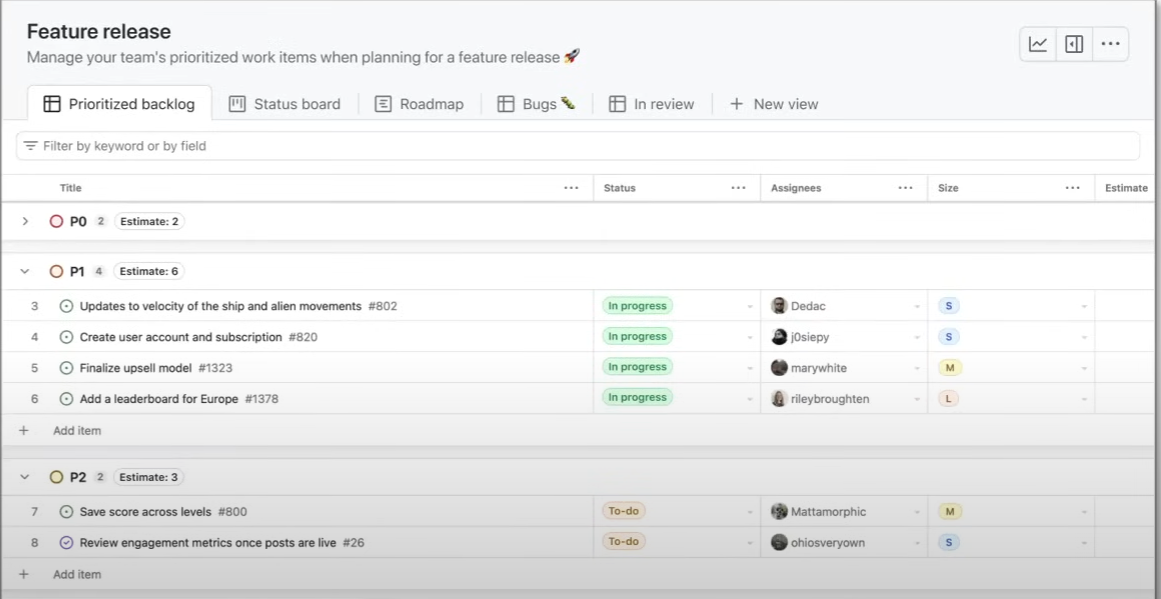 Feature release
Manage your team's prioritized work items when planning for a feature release 🚀
Prioritized backlog Status board Roadmap Bugs 🐛 In review + New view
Filter by keyword or by field
Title ... Status ... Assignees ... Size ... Estimate
P0 2 Estimate: 2
P1 4 Estimate: 6
3 Updates to velocity of the ship and alien movements #802 In progress Dedac S
4 Create user account and subscription #820 In progress j0siepy S
5 Finalize upsell model #1323 In progress marywhite M
6 Add a leaderboard for Europe #1378 In progress rileybroughten L
+ Add item
P2 2 Estimate: 3
7 Save score across levels #800 To-do Mattamorphic M
8 Review engagement metrics once posts are live #26 To-do ohiosveryown S
+ Add item